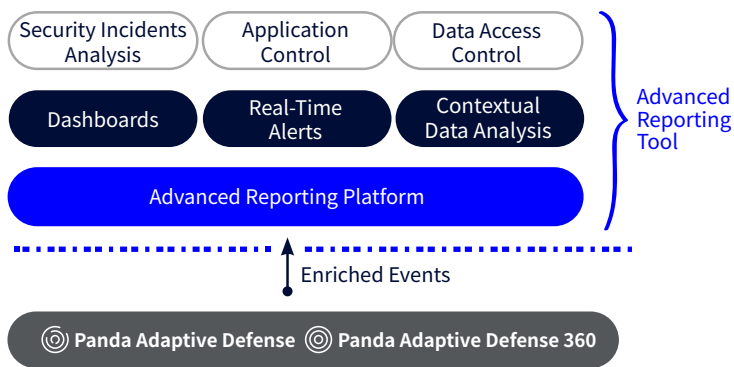 Security Incidents
Analysis
Application
Control
Data Access
Control
Dashboards
Real-Time
Alerts
Contextual
Data Analysis
Advanced
Reporting
Tool
Advanced Reporting Platform
Enriched Events
Panda Adaptive Defense Panda Adaptive Defense 360